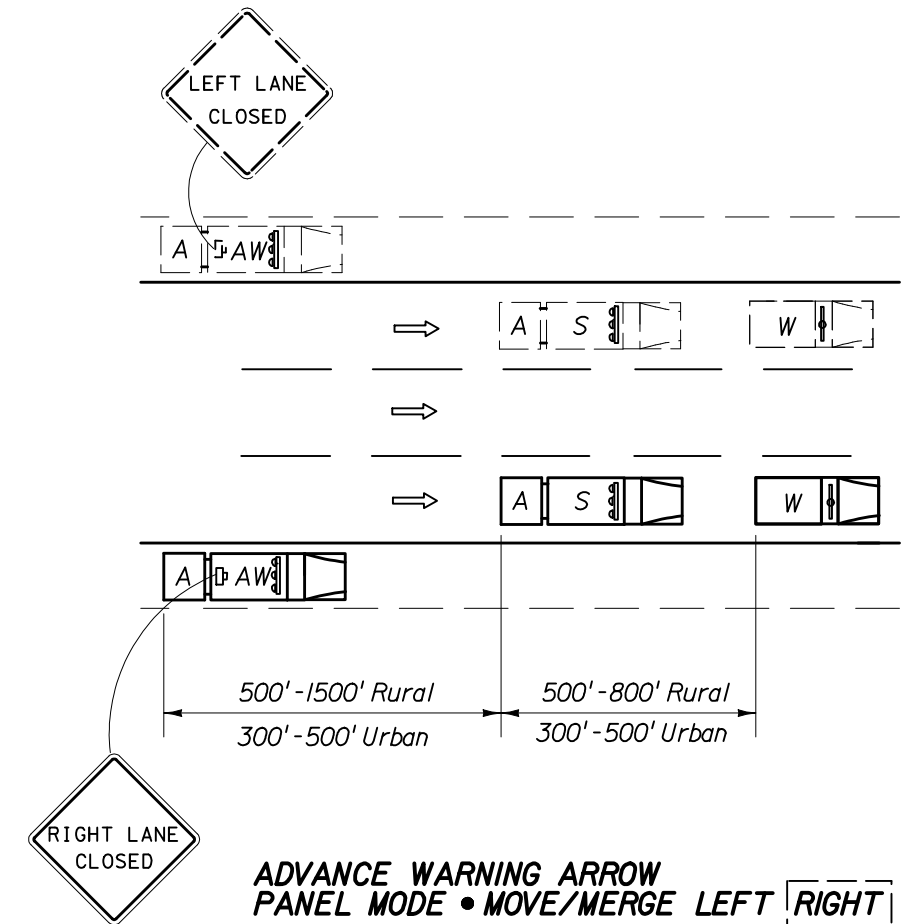 LEFT LANE
CLOSED
A AW
A S W
A S W
A AW
500'-1500' Rural 500'-800' Rural
300'-500' Urban 300'-500' Urban
RIGHT LANE
CLOSED
ADVANCE WARNING ARROW
PANEL MODE • MOVE/MERGE LEFT RIGHT